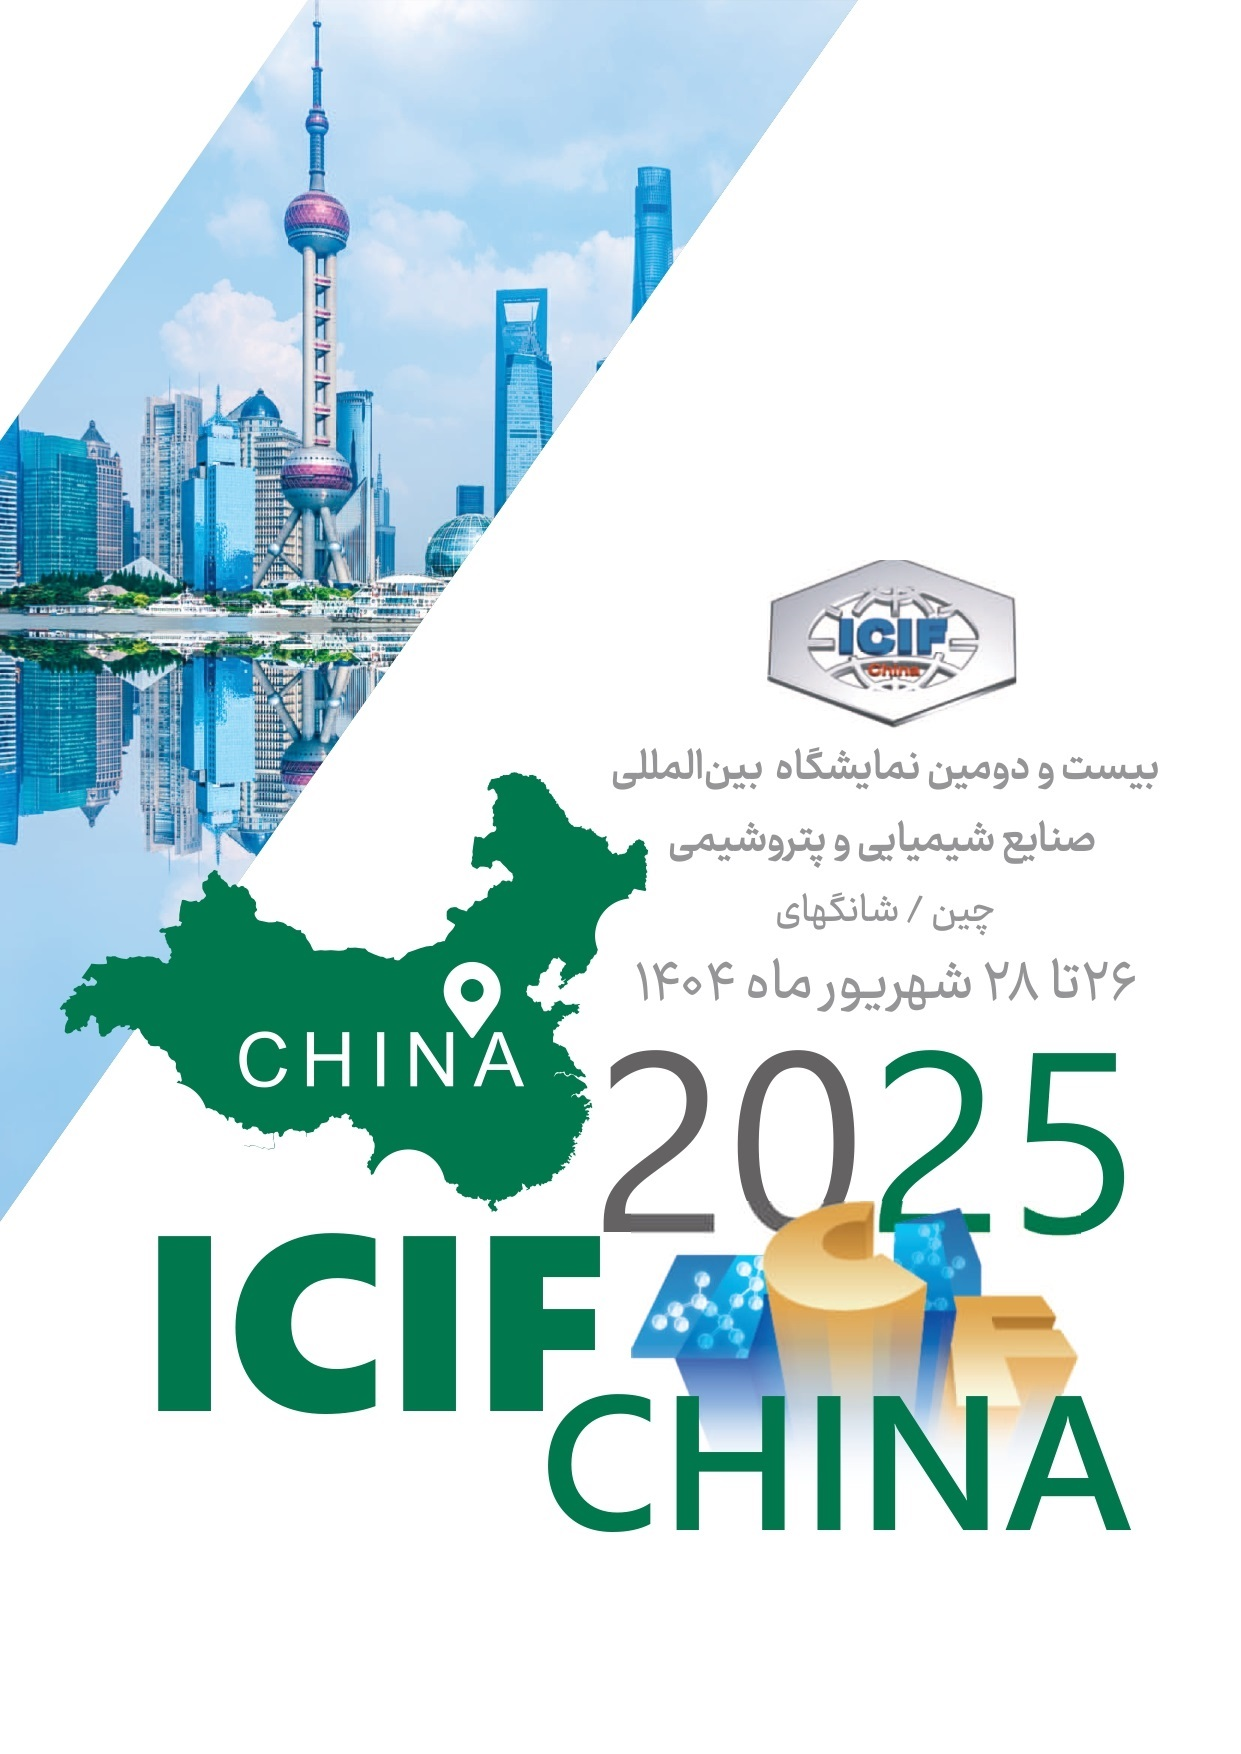 ICIF
China
بیست و دومین نمایشگاه بین‌المللی
صنایع شیمیایی و پتروشیمی
چین / شانگهای
۲۶تا ۲۸ شهریور ماه ۱۴۰۴
CHINA
2025
ICIF
ICIF
CHINA